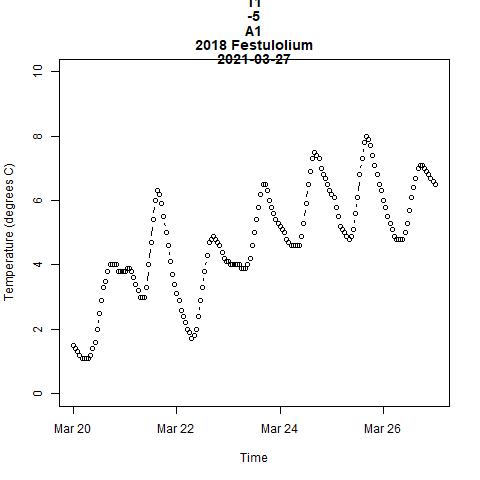 -5
A1
2018 Festulolium
2021-03-27
Temperature (degrees C)
10
8
6
4
2
0
Mar 20
Mar 22
Mar 24
Mar 26
Time